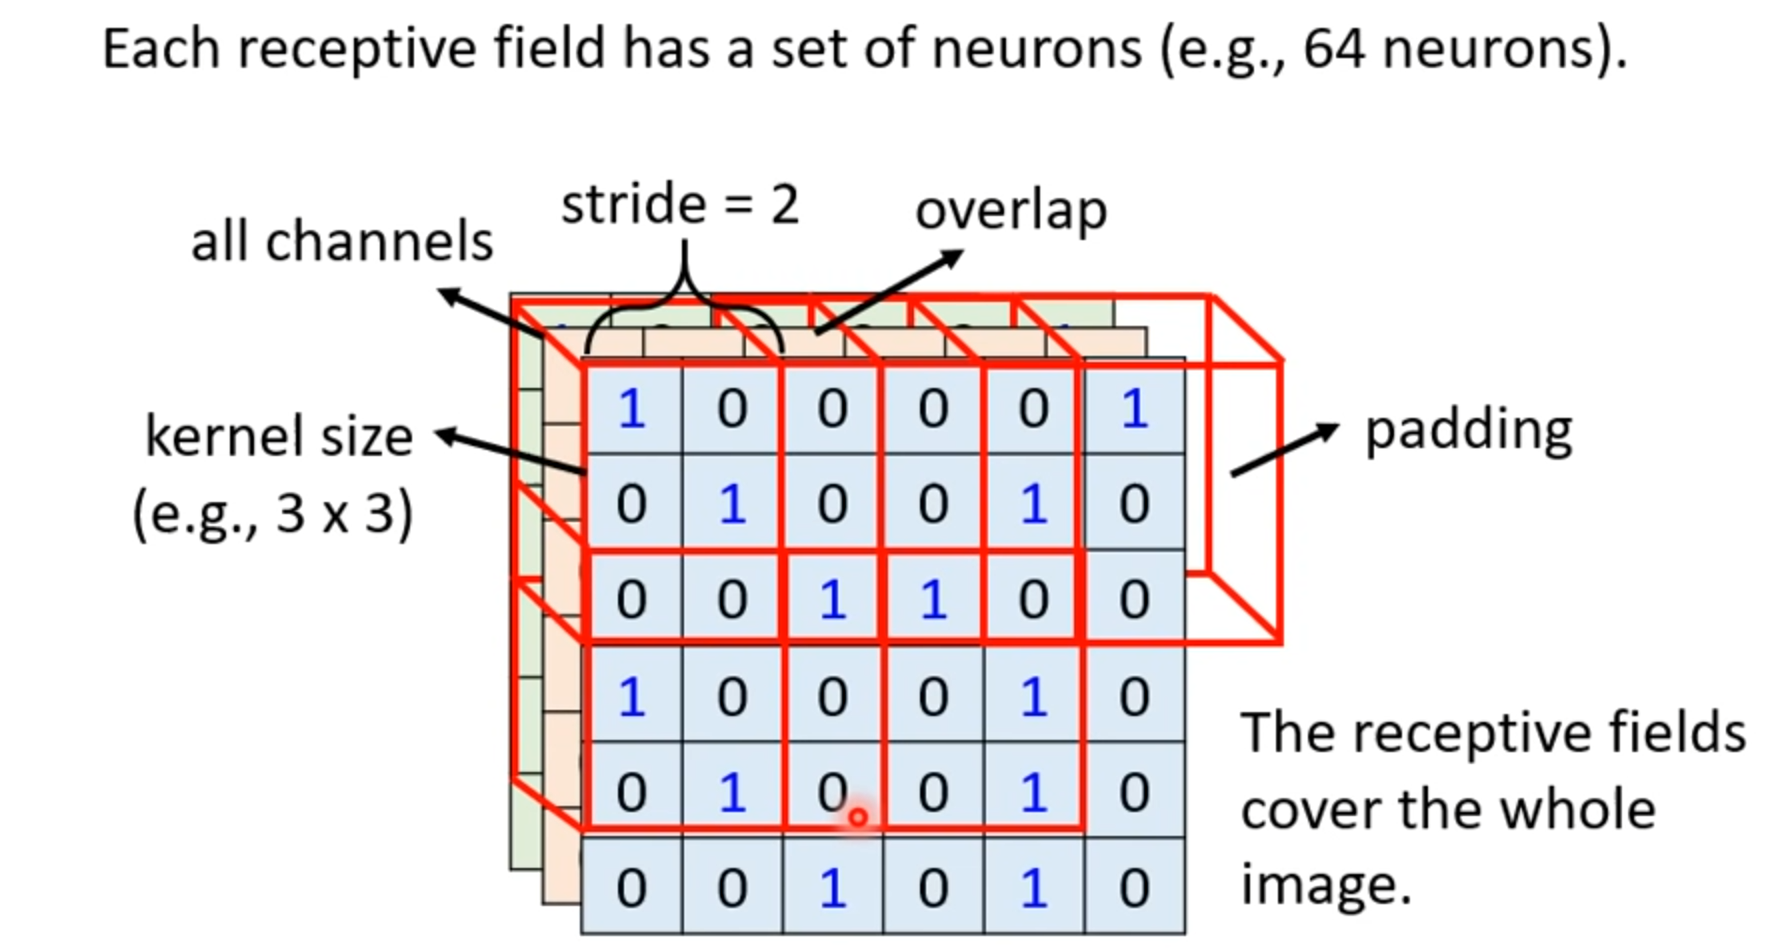 Each receptive field has a set of neurons (e.g., 64 neurons).
stride = 2
overlap
all channels
kernel size
(e.g., 3 x 3)
padding
1 0 0 0 0 1
0 1 0 0 1 0
0 0 1 1 0 0
1 0 0 0 1 0
0 1 0 0 1 0
0 0 1 0 1 0
The receptive fields
cover the whole
image.